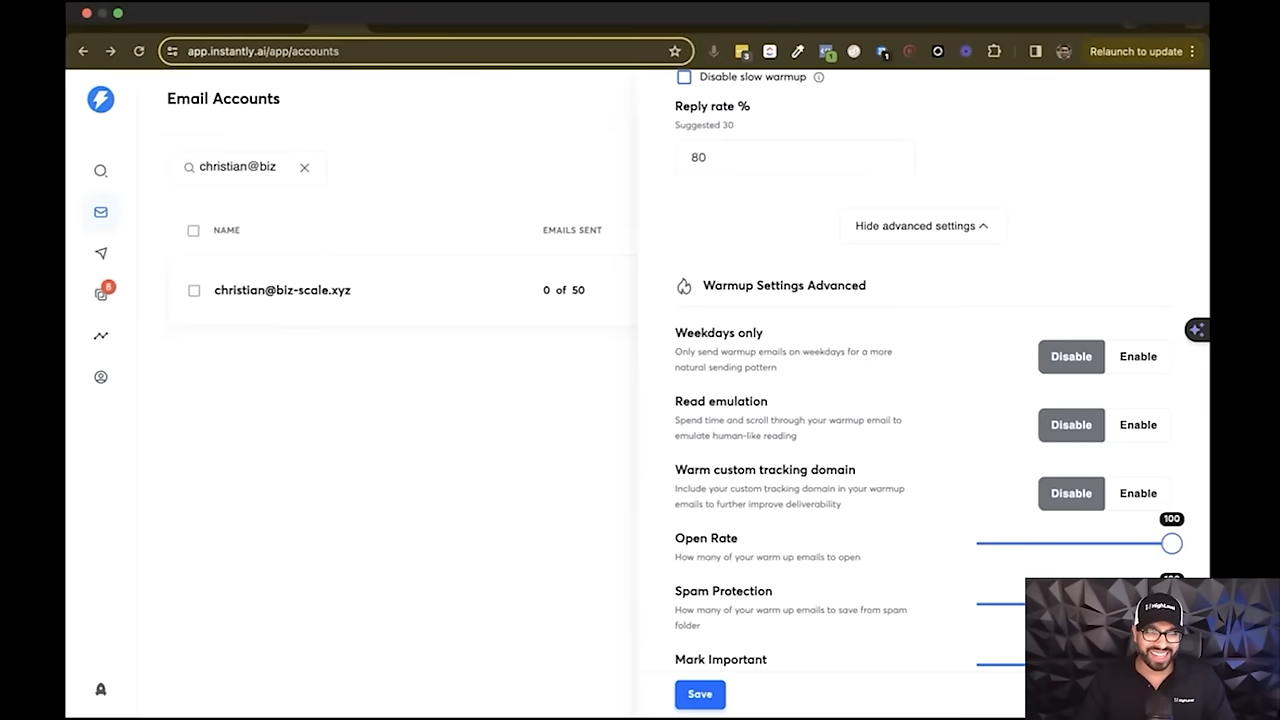 app.instantly.ai/app/accounts
3
1
1
Relaunch to update
Email Accounts
christian@biz
NAME
EMAILS SENT
christian@biz-scale.xyz
0 of 50
8
Disable slow warmup
Reply rate %
Suggested 30
80
Hide advanced settings
Warmup Settings Advanced
Weekdays only
Only send warmup emails on weekdays for a more
natural sending pattern
Disable
Enable
Read emulation
Spend time and scroll through your warmup email to
emulate human-like reading
Disable
Enable
Warm custom tracking domain
Include your custom tracking domain in your warmup
emails to further improve deliverability
Disable
Enable
100
Open Rate
How many of your warm up emails to open
Spam Protection
How many of your warm up emails to save from spam
folder
Mark Important
Save
HighLevel
HighLevel